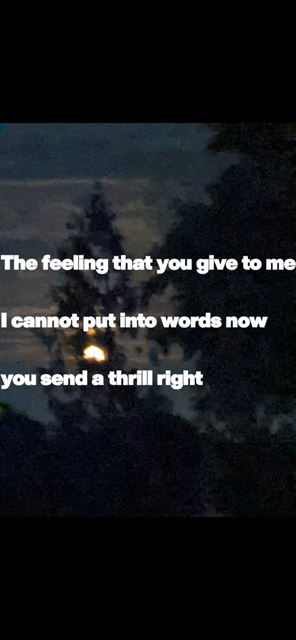 The feeling that you give to me
I cannot put into words now
you send a thrill right